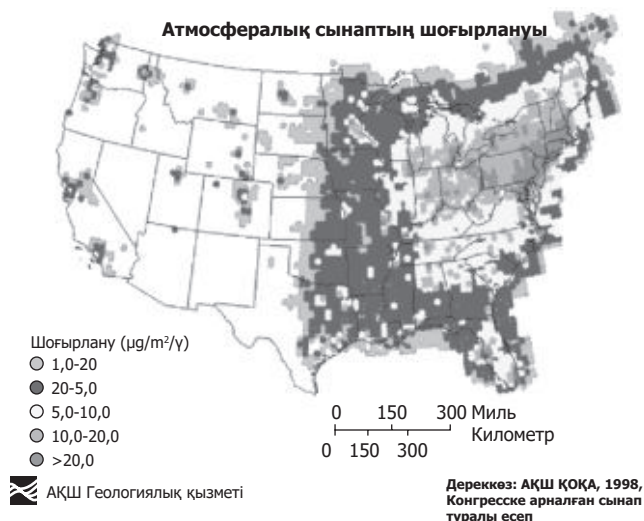 Атмосфералық сынаптың шоғырлануы
Шоғырлану (µg/m²/γ)
1,0-20
20-5,0
5,0-10,0
10,0-20,0
>20,0
0 150 300 Миль
Километр
0 150 300
АҚШ Геологиялық қызметі
Дереккөз: АҚШ ҚОҚА, 1998,
Конгресске арналған сынап
туралы есеп